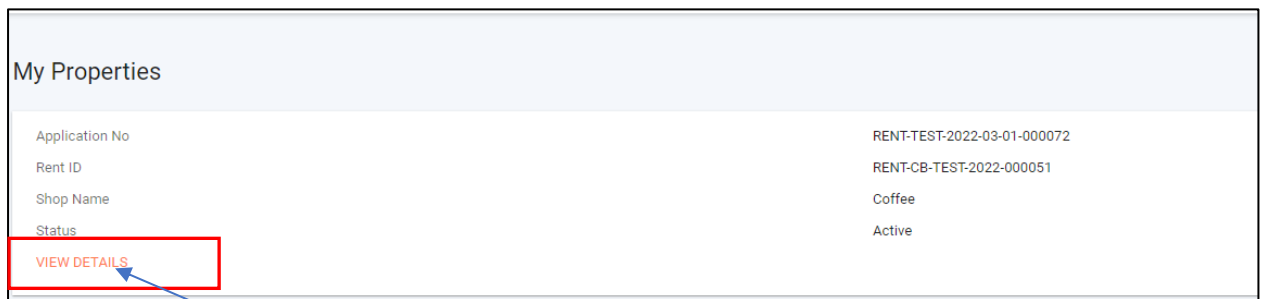 My Properties
Application No RENT-TEST-2022-03-01-000072
Rent ID RENT-CB-TEST-2022-000051
Shop Name Coffee
Status Active
VIEW DETAILS